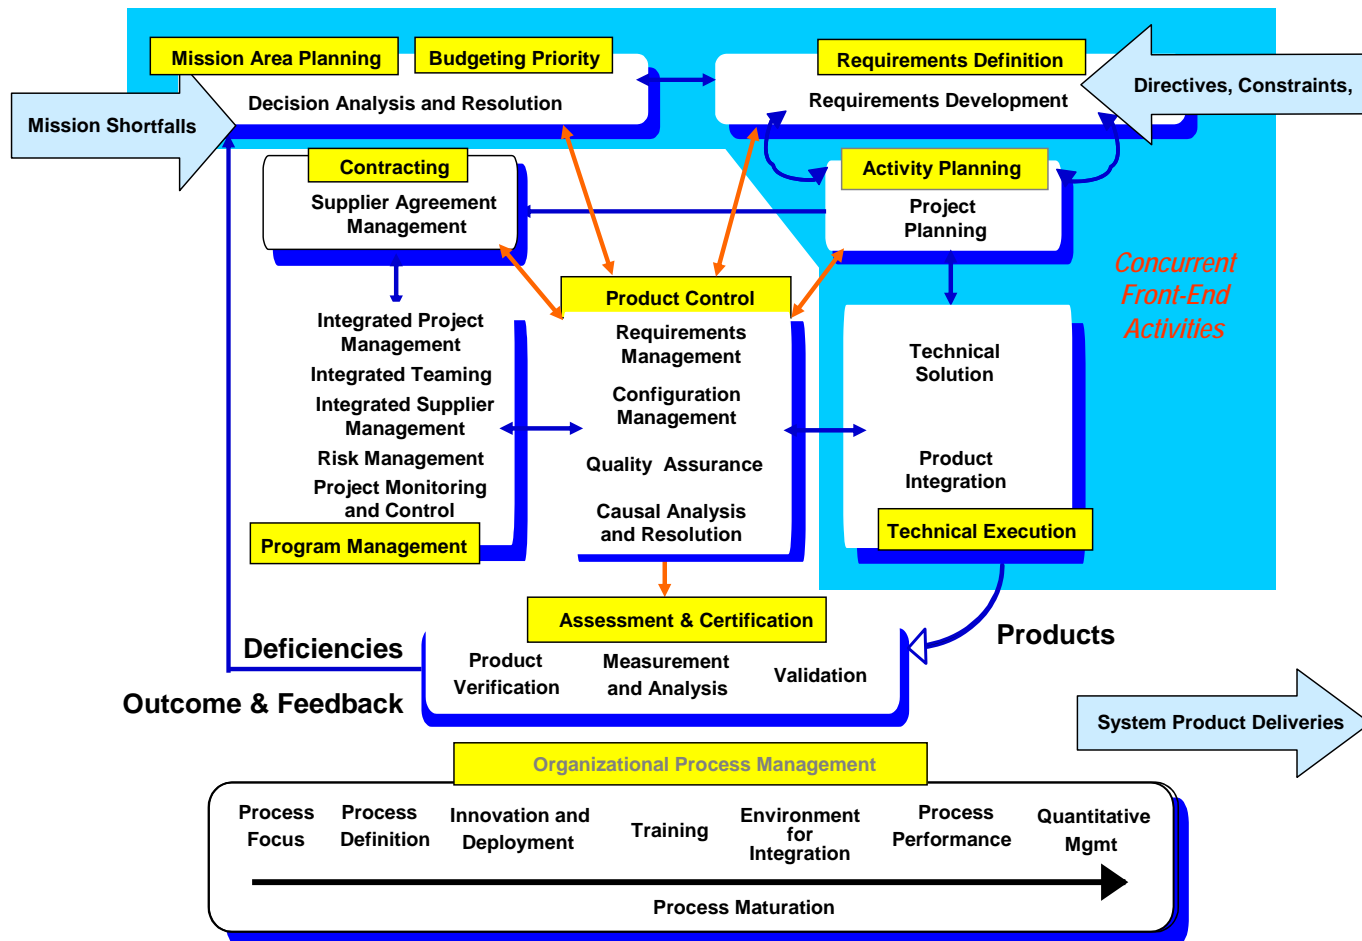 Mission Area Planning
Budgeting Priority
Decision Analysis and Resolution
Requirements Definition
Requirements Development
Directives, Constraints,
Mission Shortfalls
Contracting
Supplier Agreement
Management
Activity Planning
Project
Planning
Concurrent
Front-End
Activities
Product Control
Requirements
Management
Configuration
Management
Quality Assurance
Causal Analysis
and Resolution
Integrated Project
Management
Integrated Teaming
Integrated Supplier
Management
Risk Management
Project Monitoring
and Control
Program Management
Technical
Solution
Product
Integration
Technical Execution
Assessment & Certification
Product
Verification
Measurement
and Analysis
Validation
Deficiencies
Outcome & Feedback
Products
System Product Deliveries
Organizational Process Management
Process
Focus
Process
Definition
Innovation and
Deployment
Training
Environment
for
Integration
Process
Performance
Quantitative
Mgmt
Process Maturation